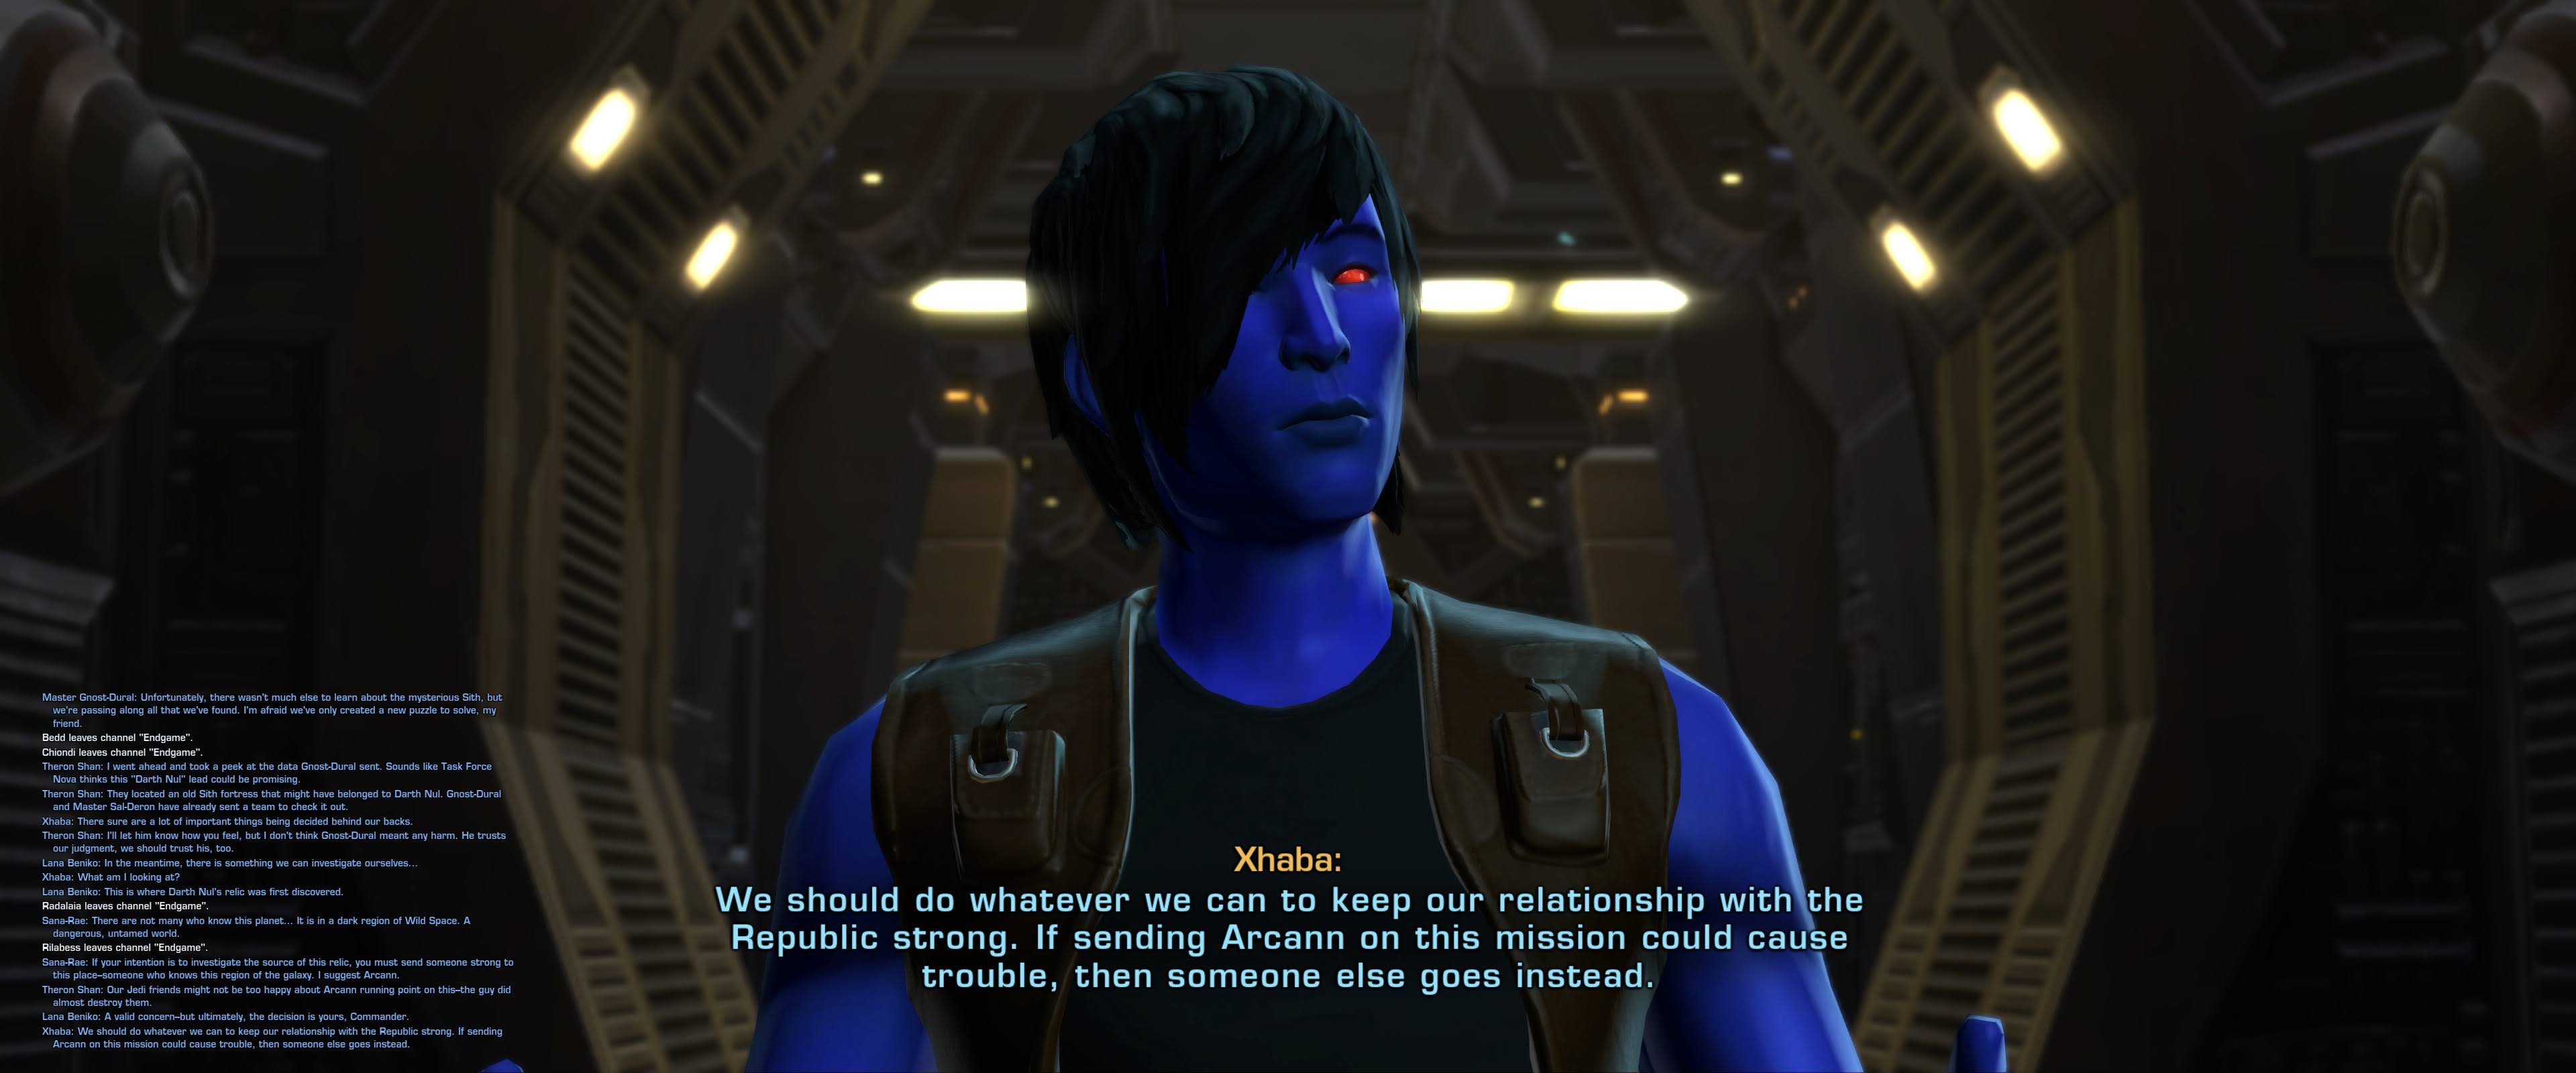 Master Gnost-Dural: Unfortunately, there wasn't much else to learn about the mysterious Sith, but
we're passing along all that we've found. I'm afraid we've only created a new puzzle to solve, my
friend.
Bedd leaves channel "Endgame".
Chiondi leaves channel "Endgame".
Theron Shan: I went ahead and took a peek at the data Gnost-Dural sent. Sounds like Task Force
Nova thinks this "Darth Nul" lead could be promising.
Theron Shan: They located an old Sith fortress that might have belonged to Darth Nul. Gnost-Dural
and Master Sal-Deron have already sent a team to check it out.
Xhaba: There sure are a lot of important things being decided behind our backs.
Theron Shan: I'll let him know how you feel, but I don't think Gnost-Dural meant any harm. He trusts
our judgment, we should trust his, too.
Lana Beniko: In the meantime, there is something we can investigate ourselves...
Xhaba: What am I looking at?
Lana Beniko: This is where Darth Nul's relic was first discovered.
Radalaia leaves channel "Endgame".
Sana-Rae: There are not many who know this planet... It is in a dark region of Wild Space. A
dangerous, untamed world.
Rilabess leaves channel "Endgame".
Sana-Rae: If your intention is to investigate the source of this relic, you must send someone strong to
this place–someone who knows this region of the galaxy. I suggest Arcann.
Theron Shan: Our Jedi friends might not be too happy about Arcann running point on this–the guy did
almost destroy them.
Lana Beniko: A valid concern–but ultimately, the decision is yours, Commander.
Xhaba: We should do whatever we can to keep our relationship with the Republic strong. If sending
Arcann on this mission could cause trouble, then someone else goes instead.
Xhaba:
We should do whatever we can to keep our relationship with the
Republic strong. If sending Arcann on this mission could cause
trouble, then someone else goes instead.